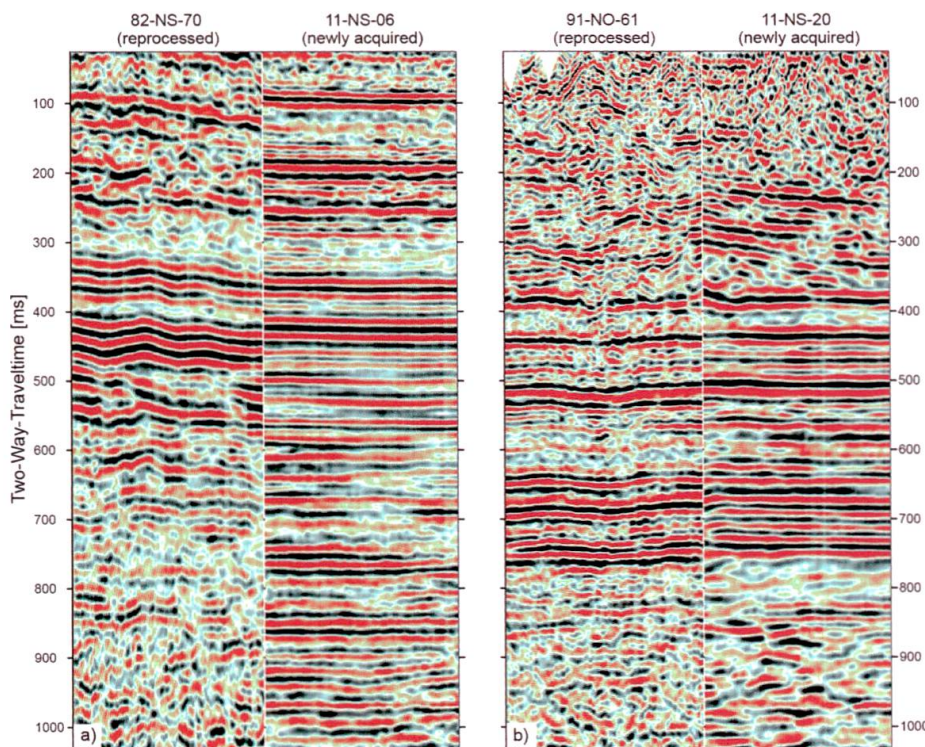 82-NS-70
(reprocessed)
11-NS-06
(newly acquired)
91-NO-61
(reprocessed)
11-NS-20
(newly acquired)
Two-Way-Traveltime [ms]
100
200
300
400
500
600
700
800
900
1000
100
200
300
400
500
600
700
800
900
1000
a)
b)